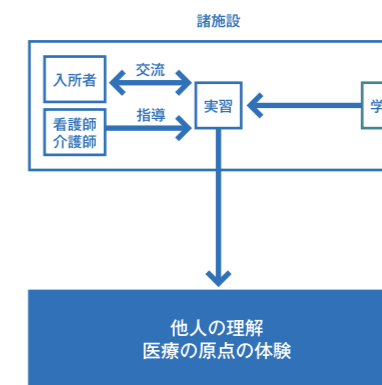 諸施設
入所者
交流
実習
学
看護師
介護師
指導
他人の理解
医療の原点の体験